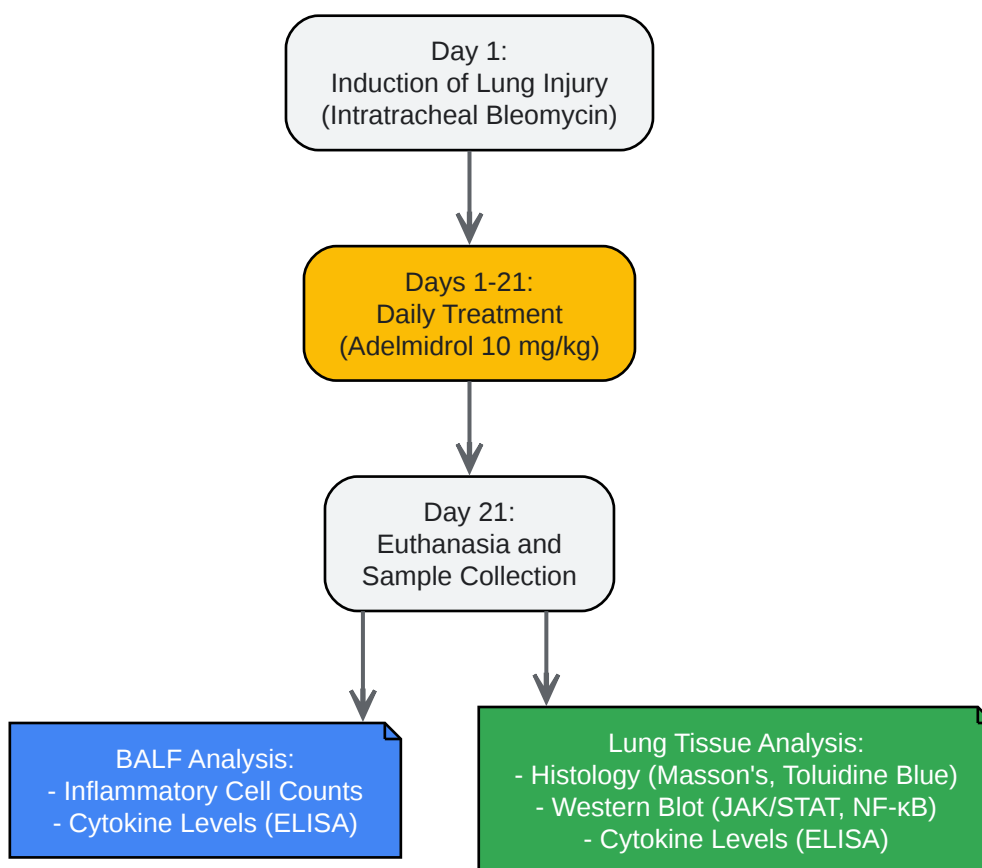 Day 1:
Induction of Lung Injury
(Intratracheal Bleomycin)
Days 1-21:
Daily Treatment
(Adelmidrol 10 mg/kg)
Day 21:
Euthanasia and
Sample Collection
BALF Analysis:
- Inflammatory Cell Counts
- Cytokine Levels (ELISA)
Lung Tissue Analysis:
- Histology (Masson's, Toluidine Blue)
- Western Blot (JAK/STAT, NF-κB)
- Cytokine Levels (ELISA)